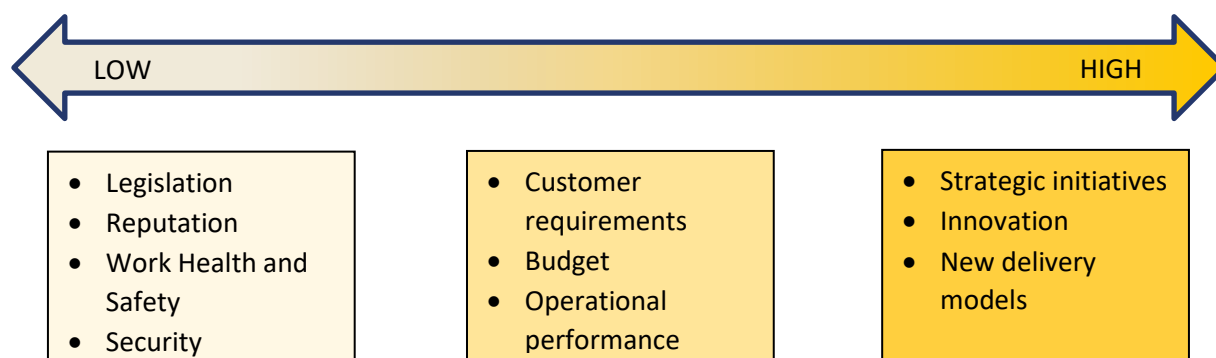 LOW
HIGH
• Legislation
• Reputation
• Work Health and
Safety
• Security
• Customer
requirements
• Budget
• Operational
performance
• Strategic initiatives
• Innovation
• New delivery
models